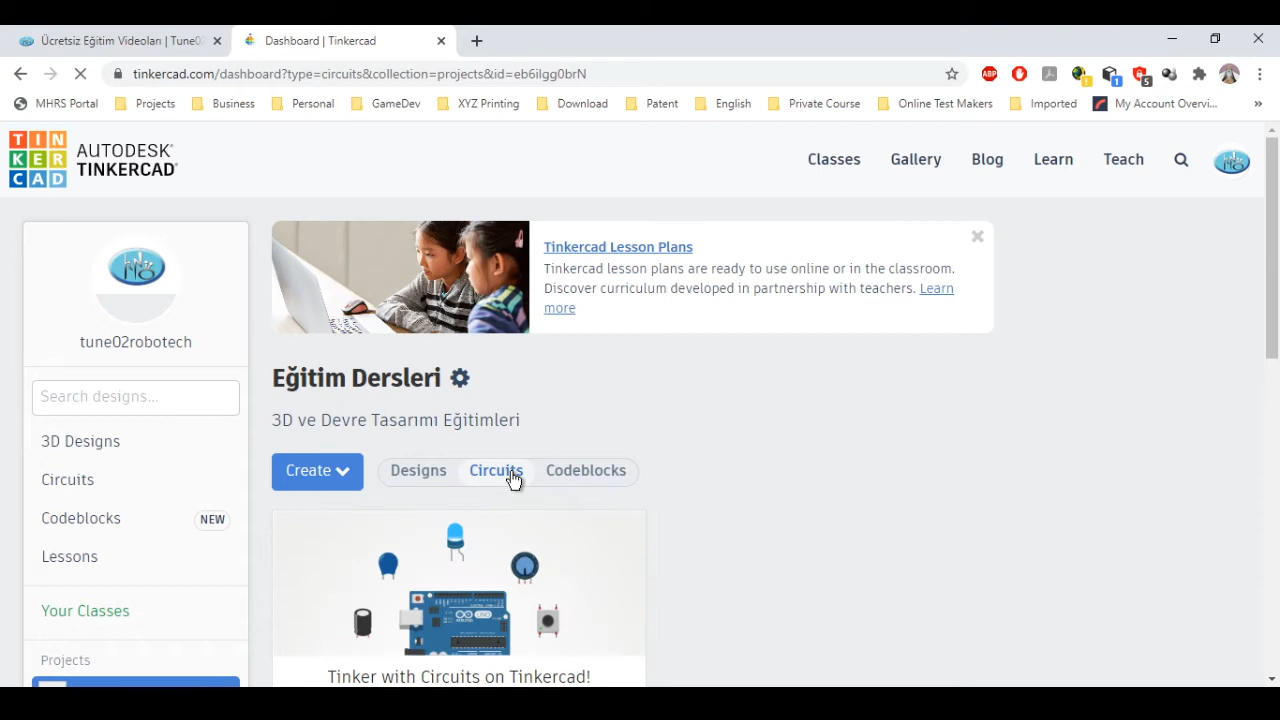 Ücretsiz Eğitim Videoları | Tune0
Dashboard | Tinkercad
tinkercad.com/dashboard?type=circuits&collection=projects&id=eb6iIgg0brN
ABP
1
5
MHRS Portal
Projects
Business
Personal
GameDev
XYZ Printing
Download
Patent
English
Private Course
Online Test Makers
Imported
My Account Overvi...
»
TIN
KER
CAD
AUTODESK
TINKERCAD
Classes
Gallery
Blog
Learn
Teach
tune02robotech
Search designs...
3D Designs
Circuits
Codeblocks
NEW
Lessons
Your Classes
Projects
Tinkercad Lesson Plans
Tinkercad lesson plans are ready to use online or in the classroom.
Discover curriculum developed in partnership with teachers. Learn
more
Eğitim Dersleri
3D ve Devre Tasarımı Eğitimleri
Create
Designs
Circuits
Codeblocks
Tinker with Circuits on Tinkercad!